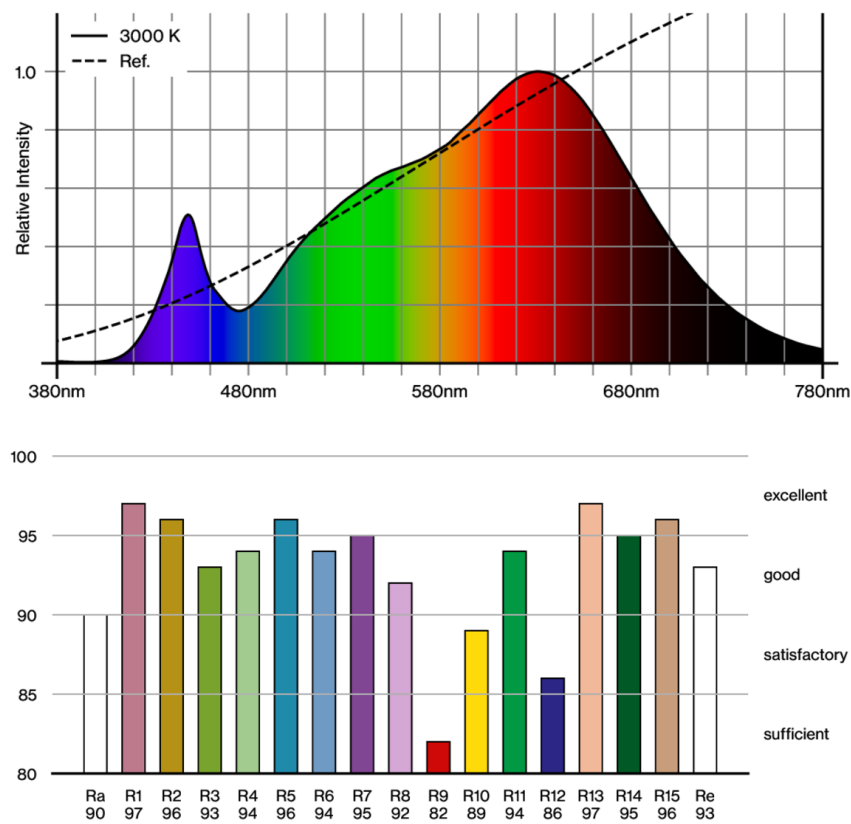 3000 K
Ref.
1.0
Relative Intensity
380nm 480nm 580nm 680nm 780nm
100
excellent
95
good
90
satisfactory
85
sufficient
80
Ra R1 R2 R3 R4 R5 R6 R7 R8 R9 R10 R11 R12 R13 R14 R15 Re
90 97 96 93 94 96 94 95 92 82 89 94 86 97 95 96 93